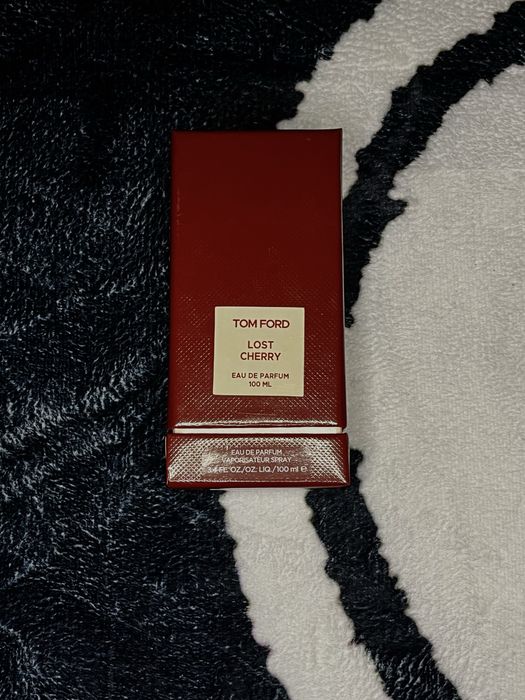 TOM FORD
LOST
CHERRY
EAU DE PARFUM
100 ML
EAU DE PARFUM
VAPORISATEUR SPRAY
3.4 FL.OZ./OZ. LIQ./100 ml ℮